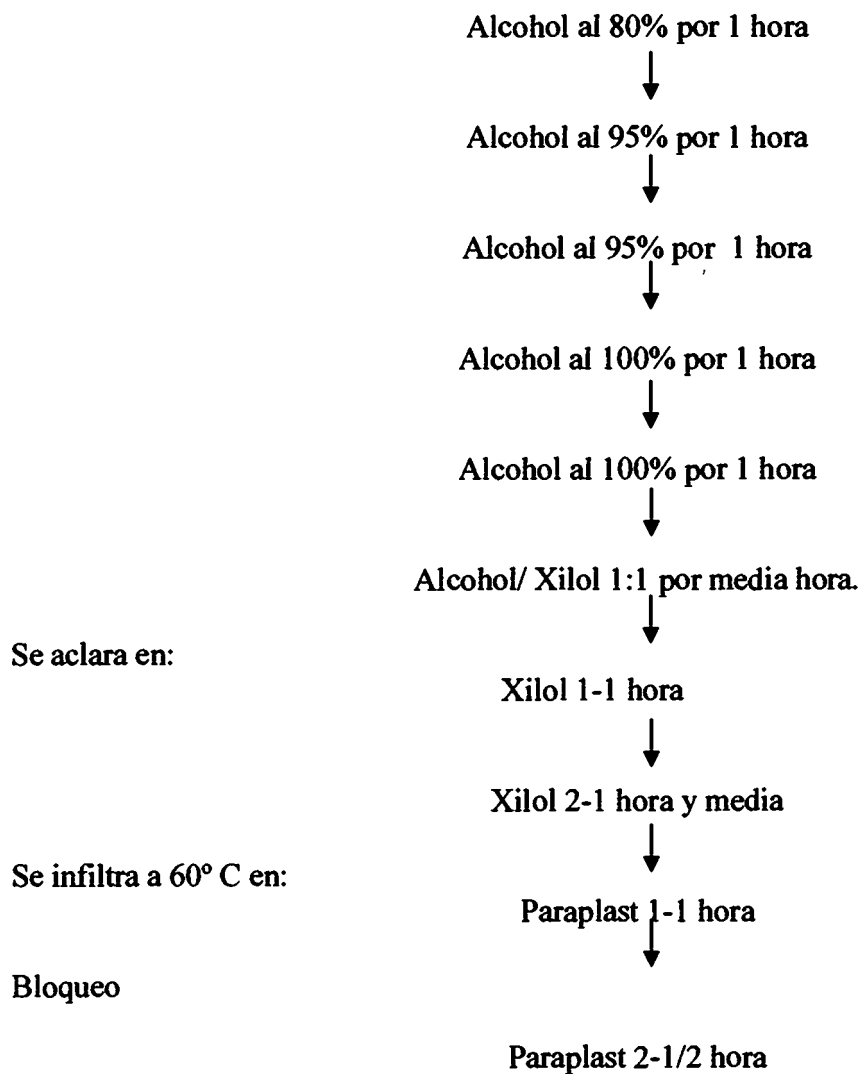 Alcohol al 80% por 1 hora
Alcohol al 95% por 1 hora
Alcohol al 95% por 1 hora
Alcohol al 100% por 1 hora
Alcohol al 100% por 1 hora
Alcohol/ Xilol 1:1 por media hora.
Se aclara en:
Xilol 1-1 hora
Xilol 2-1 hora y media
Se infiltra a 60º C en:
Paraplast 1-1 hora
Bloqueo
Paraplast 2-1/2 hora